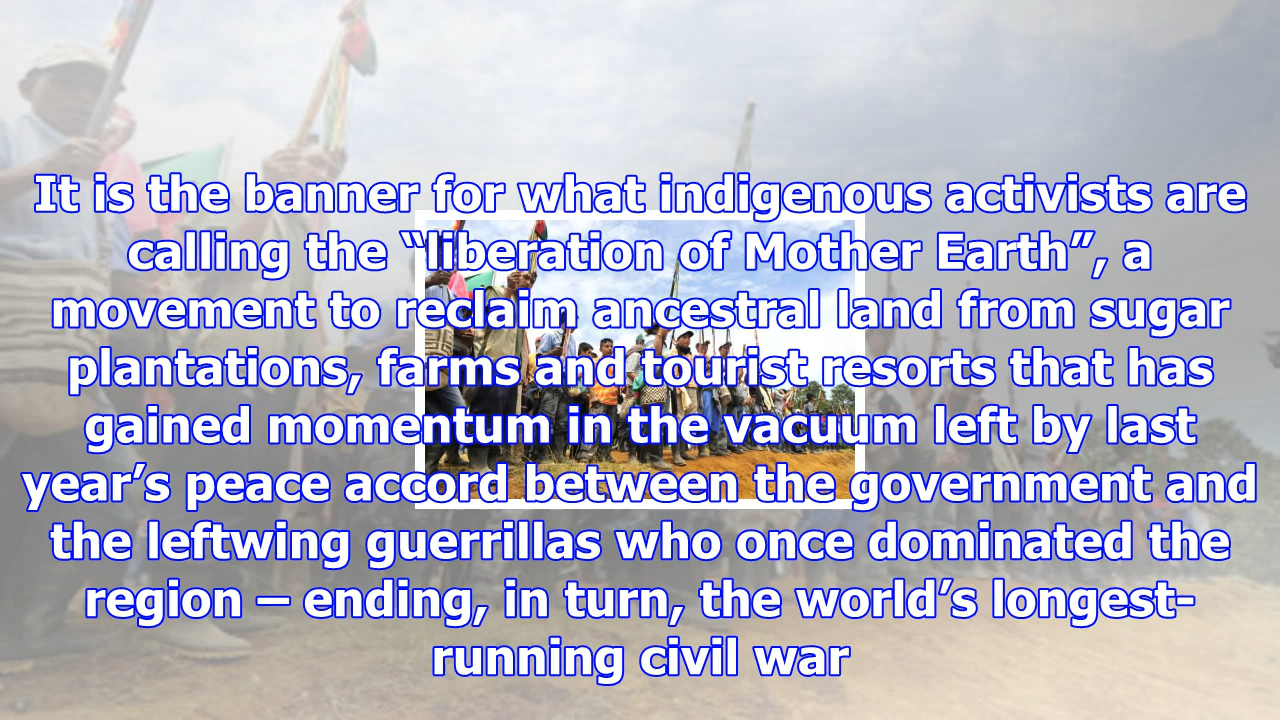 It is the banner for what indigenous activists are
calling the “liberation of Mother Earth”, a
movement to reclaim ancestral land from sugar
plantations, farms and tourist resorts that has
gained momentum in the vacuum left by last
year’s peace accord between the government and
the leftwing guerrillas who once dominated the
region – ending, in turn, the world’s longest-
running civil war